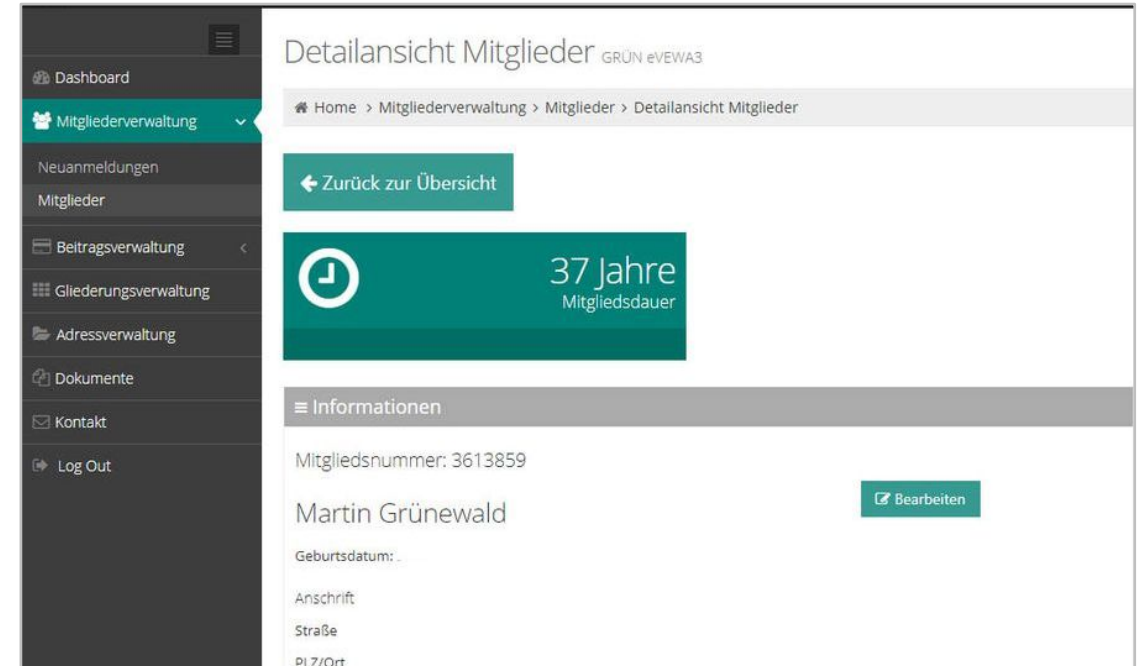 Dashboard
Mitgliederverwaltung
Neuanmeldungen
Mitglieder
Beitragsverwaltung
Gliederungsverwaltung
Adressverwaltung
Dokumente
Kontakt
Log Out
Detailansicht Mitglieder GRÜN eVEWA3
Home > Mitgliederverwaltung > Mitglieder > Detailansicht Mitglieder
Zurück zur Übersicht
37 Jahre
Mitgliedsdauer
Informationen
Mitgliedsnummer: 3613859
Martin Grünewald
Bearbeiten
Geburtsdatum: .
Anschrift
Straße
PLZ/Ort